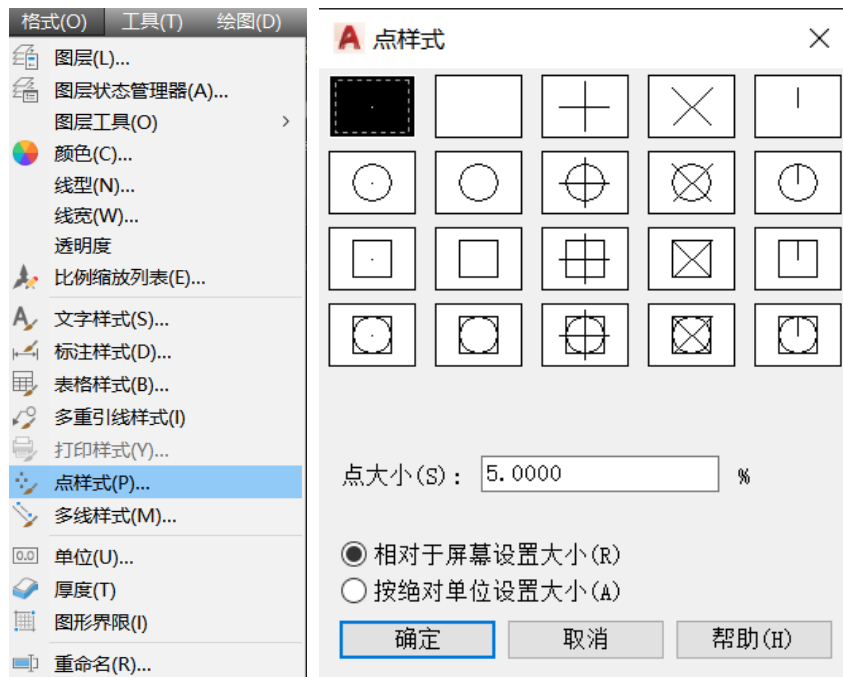 格式(O) 工具(T) 绘图(D)
图层(L)...
图层状态管理器(A)...
图层工具(O)
颜色(C)...
线型(N)...
线宽(W)...
透明度
比例缩放列表(E)...
文字样式(S)...
标注样式(D)...
表格样式(B)...
多重引线样式(I)
打印样式(Y)...
点样式(P)...
多线样式(M)...
0.0 单位(U)...
厚度(T)
图形界限(I)
重命名(R)...
A 点样式
点大小(S): 5.0000 %
相对于屏幕设置大小(R)
按绝对单位设置大小(A)
确定 取消 帮助(H)